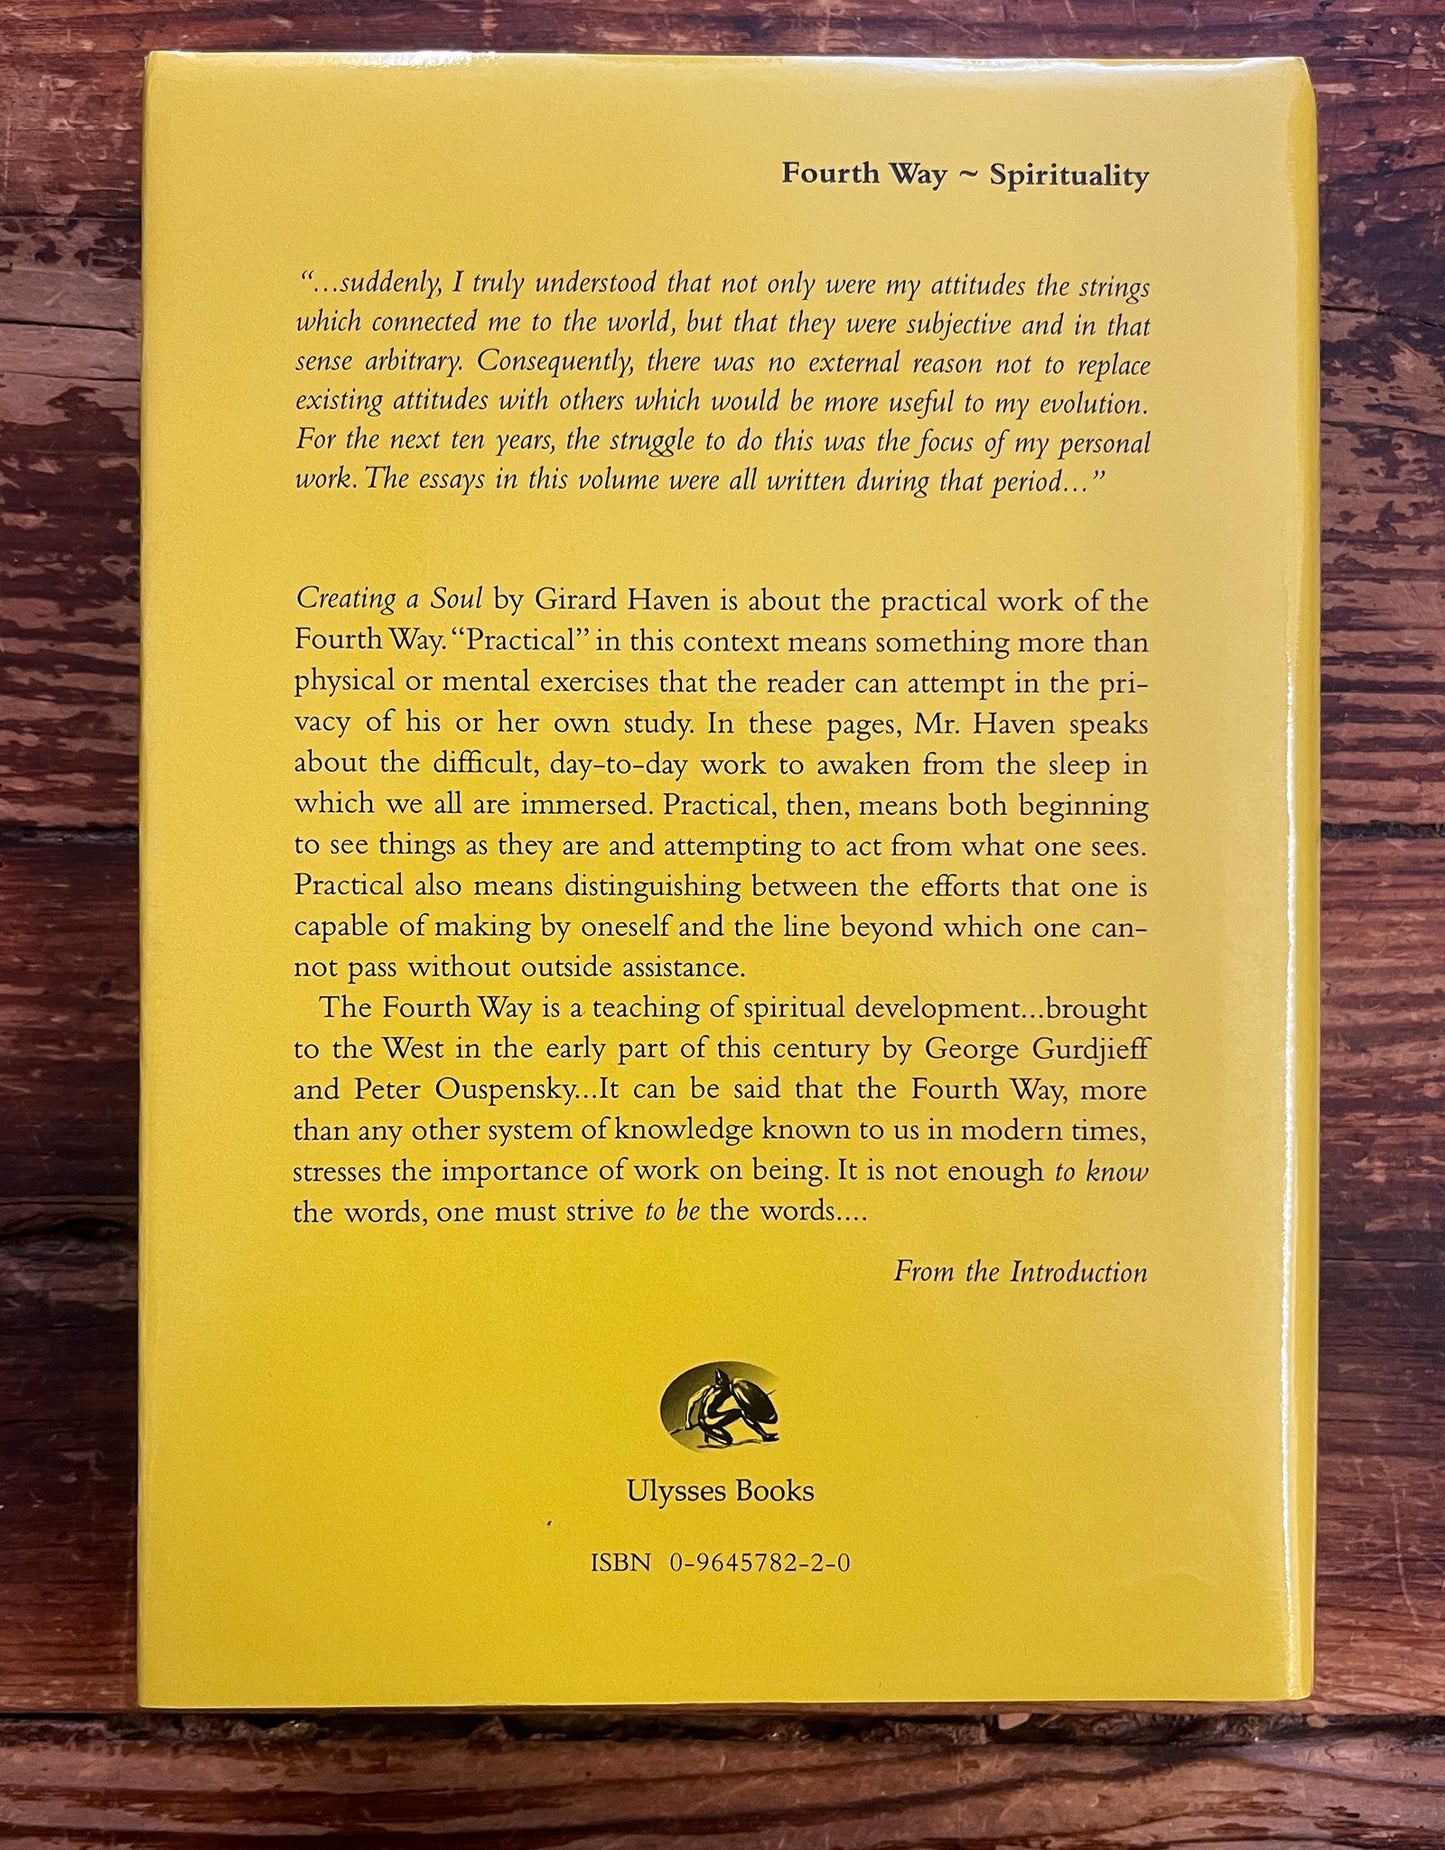 Fourth Way ~ Spirituality
“...suddenly, I truly understood that not only were my attitudes the strings
which connected me to the world, but that they were subjective and in that
sense arbitrary. Consequently, there was no external reason not to replace
existing attitudes with others which would be more useful to my evolution.
For the next ten years, the struggle to do this was the focus of my personal
work. The essays in this volume were all written during that period...”
Creating a Soul by Girard Haven is about the practical work of the
Fourth Way. “Practical” in this context means something more than
physical or mental exercises that the reader can attempt in the pri-
vacy of his or her own study. In these pages, Mr. Haven speaks
about the difficult, day-to-day work to awaken from the sleep in
which we all are immersed. Practical, then, means both beginning
to see things as they are and attempting to act from what one sees.
Practical also means distinguishing between the efforts that one is
capable of making by oneself and the line beyond which one can-
not pass without outside assistance.
The Fourth Way is a teaching of spiritual development...brought
to the West in the early part of this century by George Gurdjieff
and Peter Ouspensky...It can be said that the Fourth Way, more
than any other system of knowledge known to us in modern times,
stresses the importance of work on being. It is not enough to know
the words, one must strive to be the words....
From the Introduction
Ulysses Books
ISBN 0-9645782-2-0